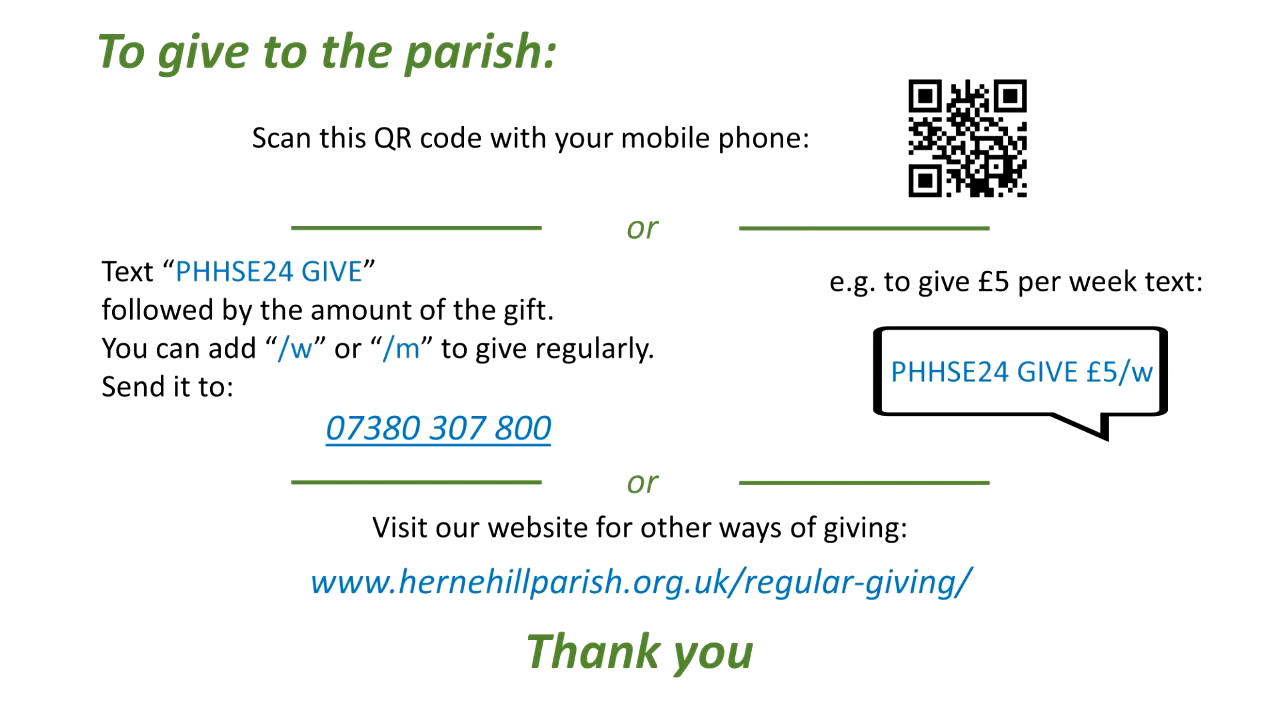 To give to the parish:
Scan this QR code with your mobile phone:
or
Text “PHHSE24 GIVE”
followed by the amount of the gift.
You can add “/w” or “/m” to give regularly.
Send it to:
07380 307 800
e.g. to give £5 per week text:
PHHSE24 GIVE £5/w
or
Visit our website for other ways of giving:
www.hernehillparish.org.uk/regular-giving/
Thank you